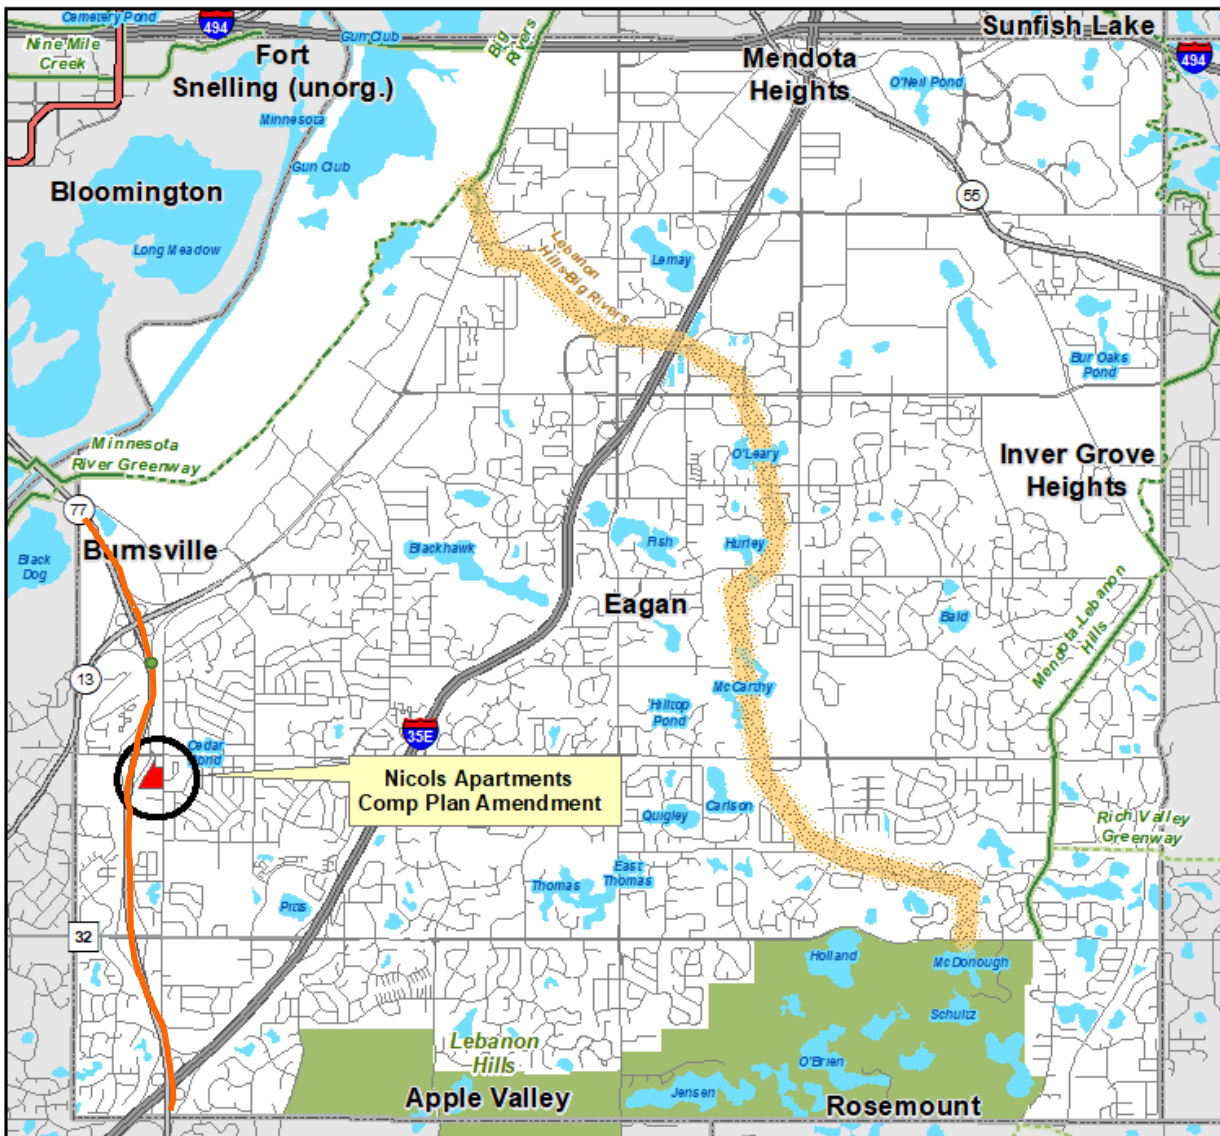 Cemetery Pond
494
Gun Club
Big
Rivers
Sunfish Lake
Nine Mile
Creek
Fort
Snelling (unorg.)
Mendota
Heights
494
O'Neil Pond
Minnesota
Gun Club
Bloomington
55
Long Meadow
Lebanon
Hills-Big Rivers
Lemay
Bur Oaks
Pond
Minnesota
River Greenway
O'Leary
Inver Grove
Heights
77
Burnsville
Black
Dog
Blackhawk
Fish
Hurley
Eagan
Bald
Mendota-Lebanon
Hills
13
McCarthy
Hilltop
Pond
35E
Cedar
Pond
Nicols Apartments
Comp Plan Amendment
Quigley
Carlson
Rich Valley
Greenway
East
Thomas
Thomas
Pitts
32
Holland
McDonough
Schultz
Lebanon
Hills
O'Brien
Jensen
Apple Valley
Rosemount